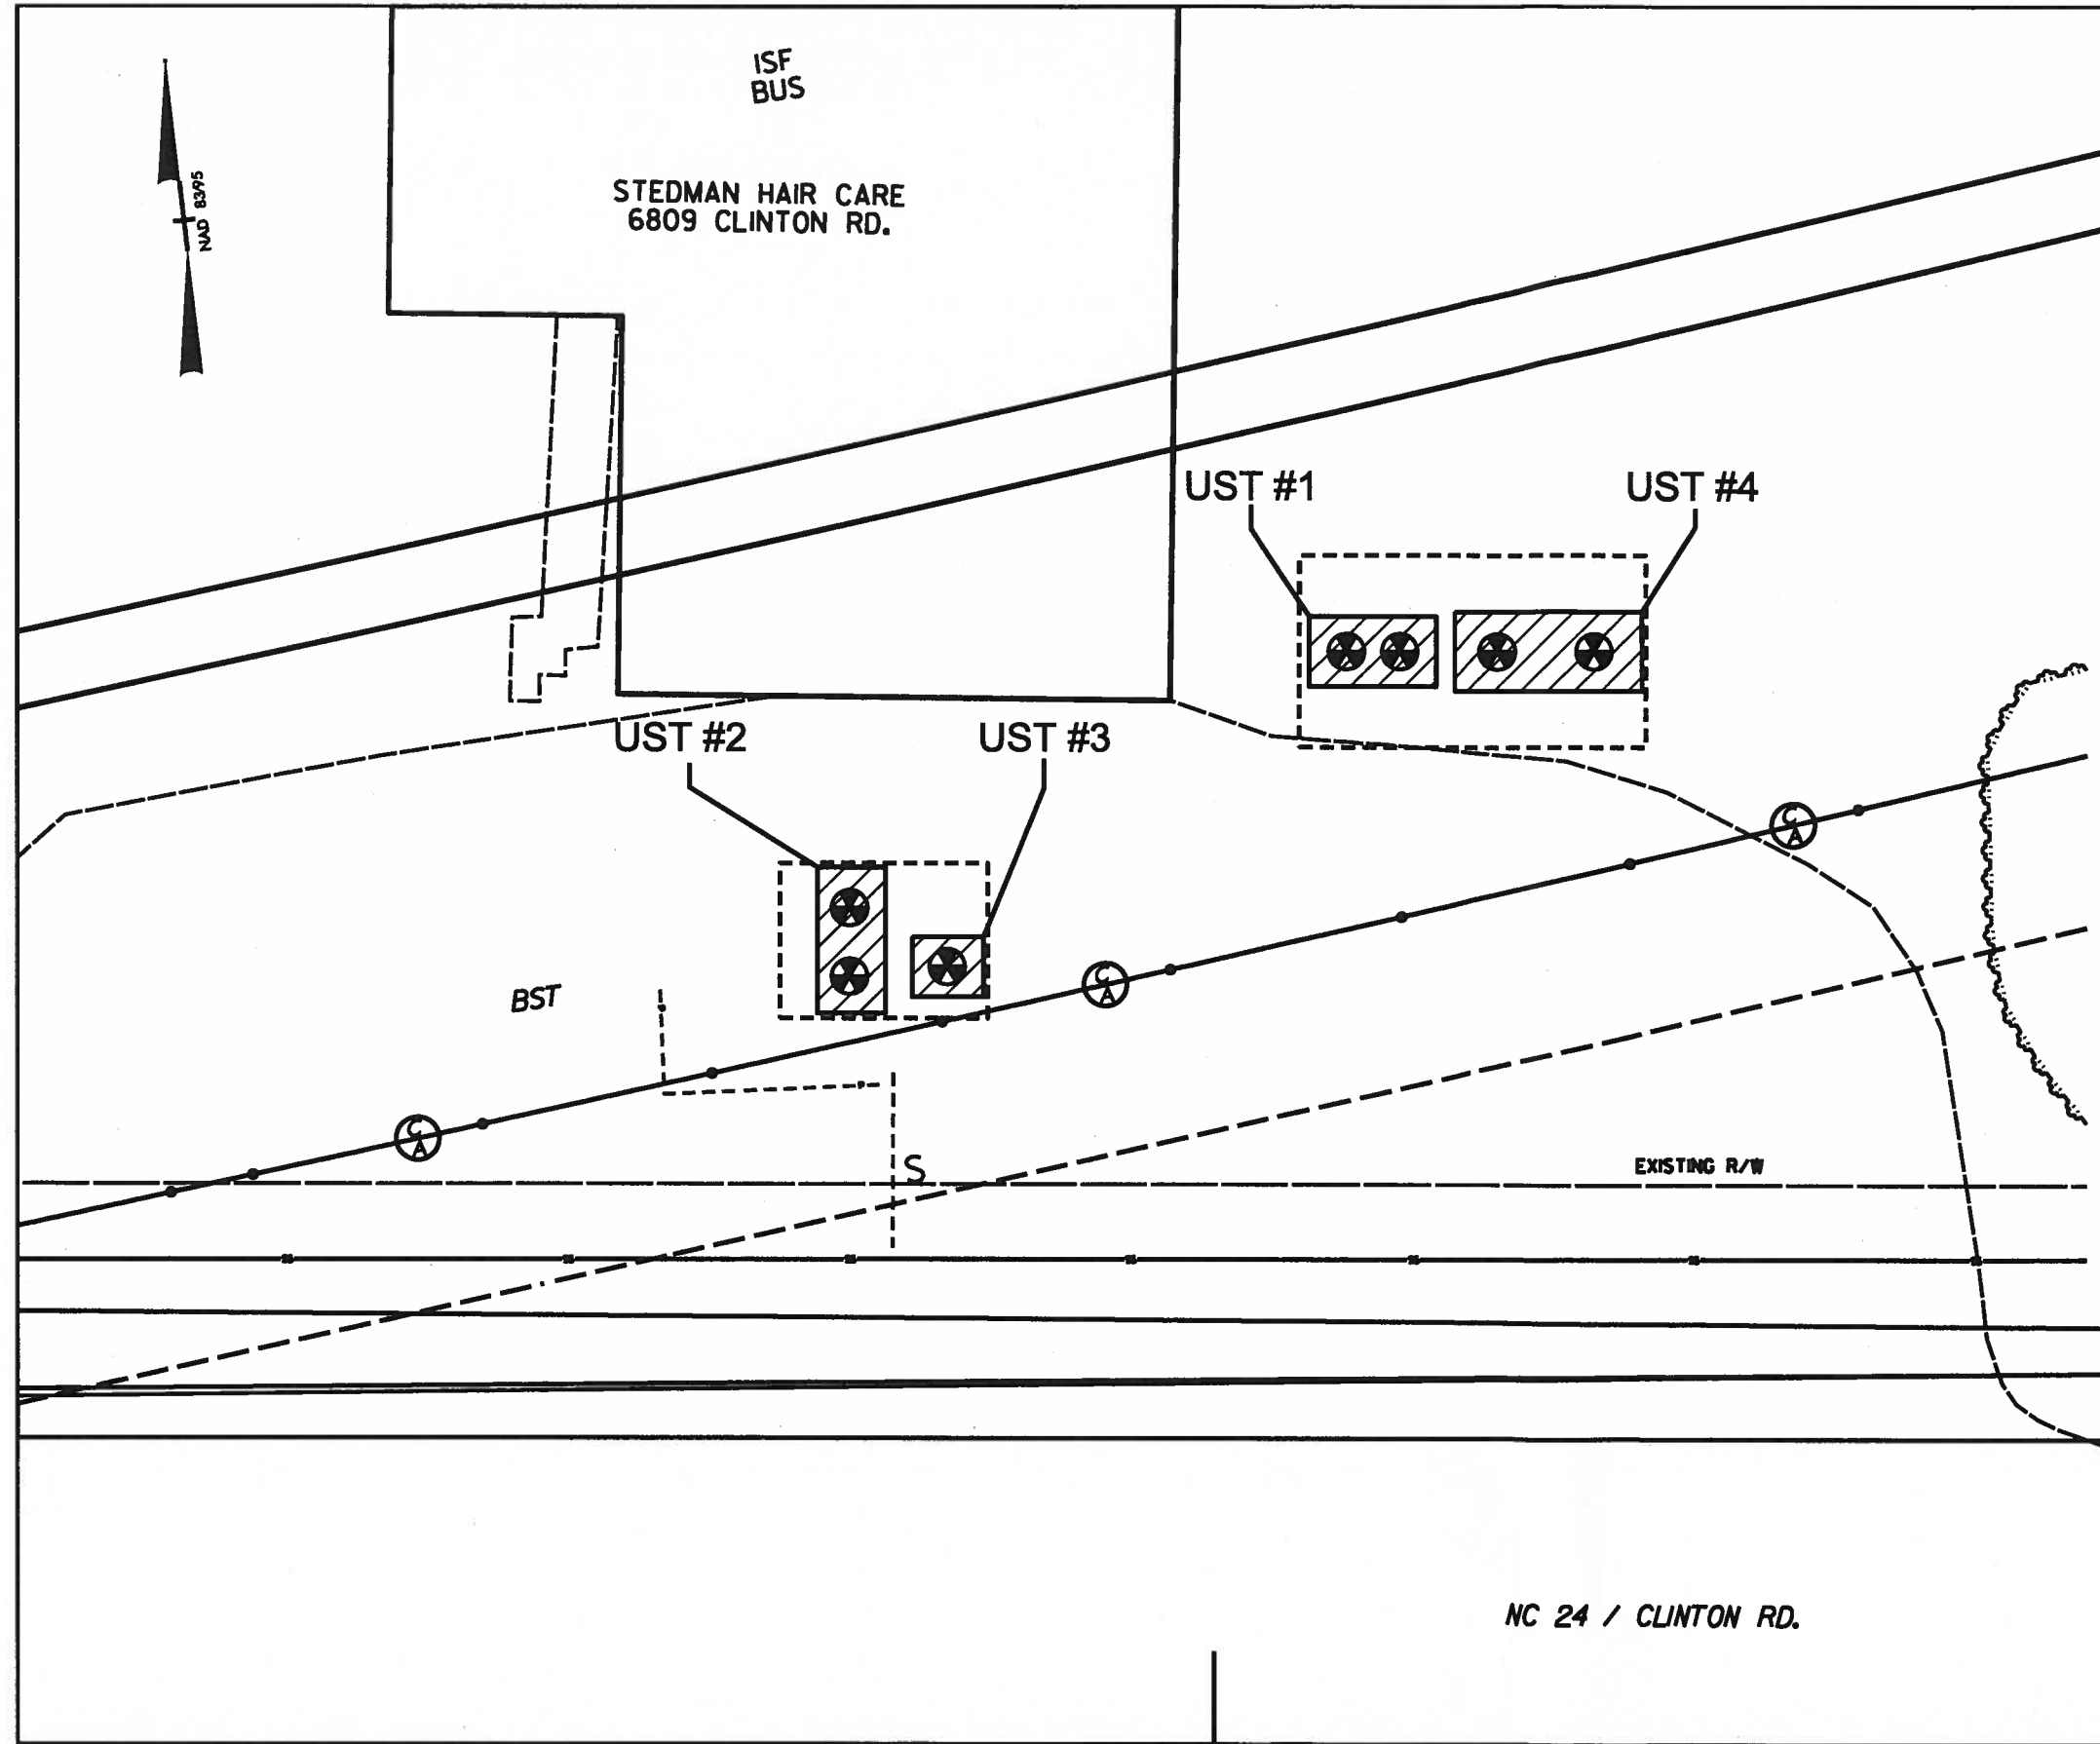 ISF
BUS
NAD 83/95
STEDMAN HAIR CARE
6809 CLINTON RD.
UST #1
UST #4
UST #2
UST #3
C
A
C
A
BST
C
A
S
EXISTING R/W
NC 24 / CLINTON RD.